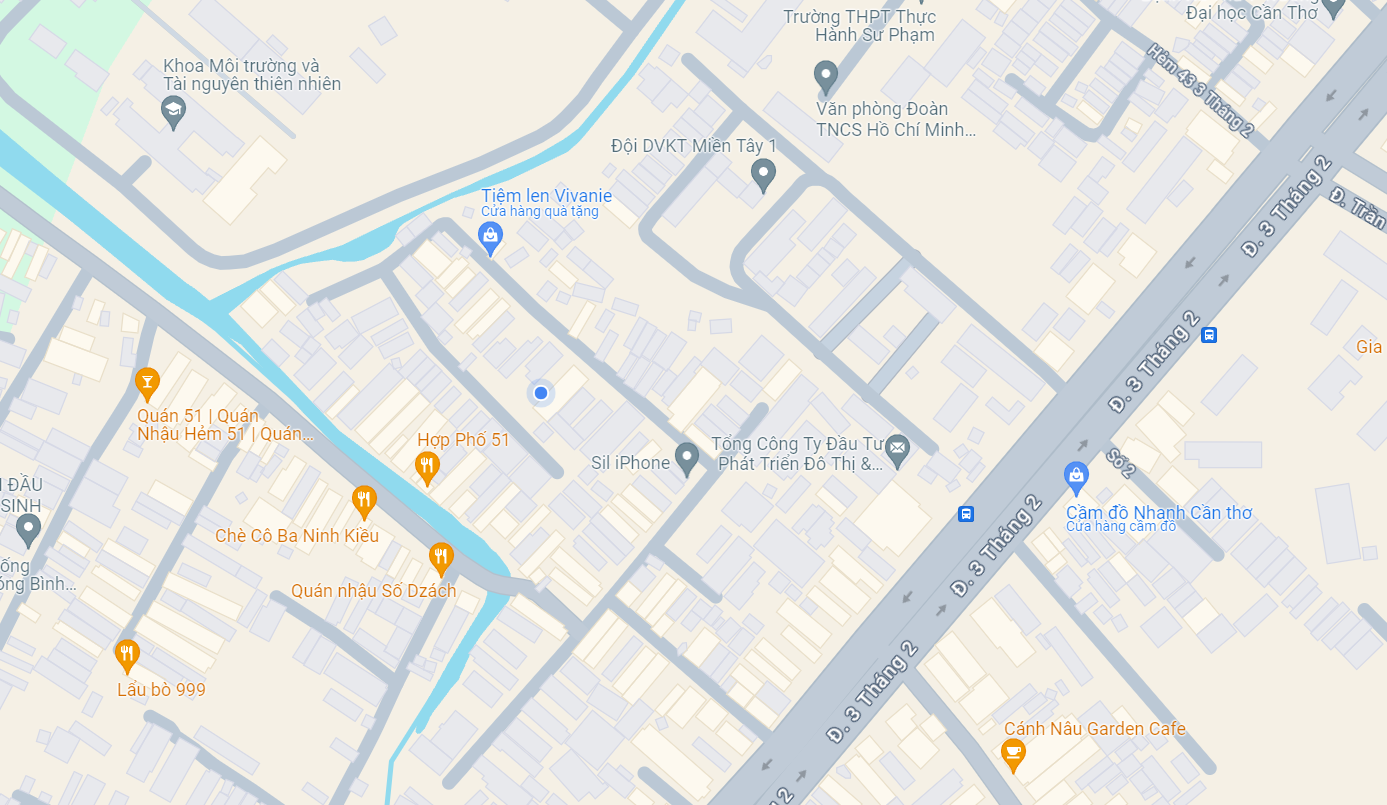 Trường THPT Thực
Hành Sư Phạm
Đại học Cần Thơ
Hẻm 43 3 Tháng 2
Khoa Môi trường và
Tài nguyên thiên nhiên
Văn phòng Đoàn
TNCS Hồ Chí Minh...
Đội DVKT Miền Tây 1
Tiệm len Vivanie
Cửa hàng quà tặng
Đ. 3 Tháng 2
Đ. Trần
Gia
Đ. 3 Tháng 2
Quán 51 | Quán
Nhậu Hẻm 51 | Quán...
Hợp Phố 51
Sil iPhone
Tổng Công Ty Đầu Tư
Phát Triển Đô Thị &...
Số 2
ĐẦU
SINH
Cầm đồ Nhanh Cần thơ
Cửa hàng cầm đồ
Chè Cô Ba Ninh Kiều
Đ. 3 Tháng 2
ống
óng Bình...
Quán nhậu Số Dzách
Lẩu bò 999
Đ. 3 Tháng 2
Cánh Nâu Garden Cafe
2